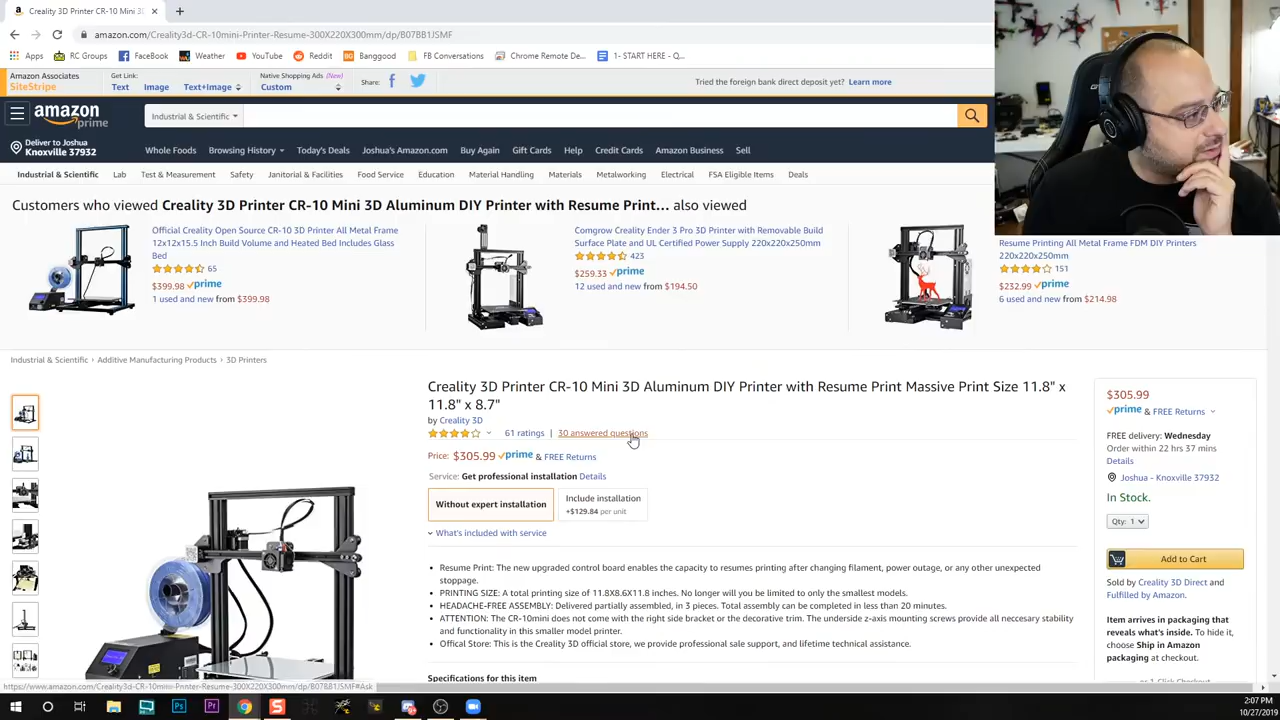 Creality 3D Printer CR-10 Mini 3D
amazon.com/Creality3d-CR-10mini-Printer-Resume-300X220X300mm/dp/B07BB1JSMF
Apps RC Groups FaceBook Weather YouTube Reddit Banggood FB Conversations Chrome Remote De... 1- START HERE - Q...
Amazon Associates
SiteStripe
Get Link:
Text Image Text+Image
Native Shopping Ads (New)
Custom
Share:
Tried the foreign bank direct deposit yet? Learn more
amazon
prime
Industrial & Scientific
Deliver to Joshua
Knoxville 37932
Whole Foods Browsing History Today's Deals Joshua's Amazon.com Buy Again Gift Cards Help Credit Cards Amazon Business Sell
Industrial & Scientific Lab Test & Measurement Safety Janitorial & Facilities Food Service Education Material Handling Materials Metalworking Electrical FSA Eligible Items Deals
Customers who viewed Creality 3D Printer CR-10 Mini 3D Aluminum DIY Printer with Resume Print... also viewed
Official Creality Open Source CR-10 3D Printer All Metal Frame
12x12x15.5 Inch Build Volume and Heated Bed Includes Glass
Bed
65
$399.98 prime
1 used and new from $399.98
Comgrow Creality Ender 3 Pro 3D Printer with Removable Build
Surface Plate and UL Certified Power Supply 220x220x250mm
423
$259.33 prime
12 used and new from $194.50
Resume Printing All Metal Frame FDM DIY Printers
220x220x250mm
151
$232.99 prime
6 used and new from $214.98
Industrial & Scientific › Additive Manufacturing Products › 3D Printers
Creality 3D Printer CR-10 Mini 3D Aluminum DIY Printer with Resume Print Massive Print Size 11.8" x
11.8" x 8.7"
by Creality 3D
61 ratings | 30 answered questions
Price: $305.99 prime & FREE Returns
Service: Get professional installation Details
Without expert installation
Include installation
+$129.84 per unit
What's included with service
• Resume Print: The new upgraded control board enables the capacity to resumes printing after changing filament, power outage, or any other unexpected
stoppage.
• PRINTING SIZE: A total printing size of 11.8X8.6X11.8 inches. No longer will you be limited to only the smallest models.
• HEADACHE-FREE ASSEMBLY: Delivered partially assembled, in 3 pieces. Total assembly can be completed in less than 20 minutes.
• ATTENTION: The CR-10mini does not come with the right side bracket or the decorative trim. The underside z-axis mounting screws provide all neccesary stability
and functionality in this smaller model printer.
• Offical Store: This is the Creality 3D official store, we provide professional sale support, and lifetime technical assistance.
Specifications for this item
$305.99
prime & FREE Returns
FREE delivery: Wednesday
Order within 22 hrs 37 mins
Details
Joshua - Knoxville 37932
In Stock.
Qty: 1
Add to Cart
Sold by Creality 3D Direct and
Fulfilled by Amazon.
Item arrives in packaging that
reveals what's inside. To hide it,
choose Ship in Amazon
packaging at checkout.
https://www.amazon.com/Creality3d-CR-10mini-Printer-Resume-300X220X300mm/dp/B07BB1JSMF#Ask
2:07 PM
10/27/2019